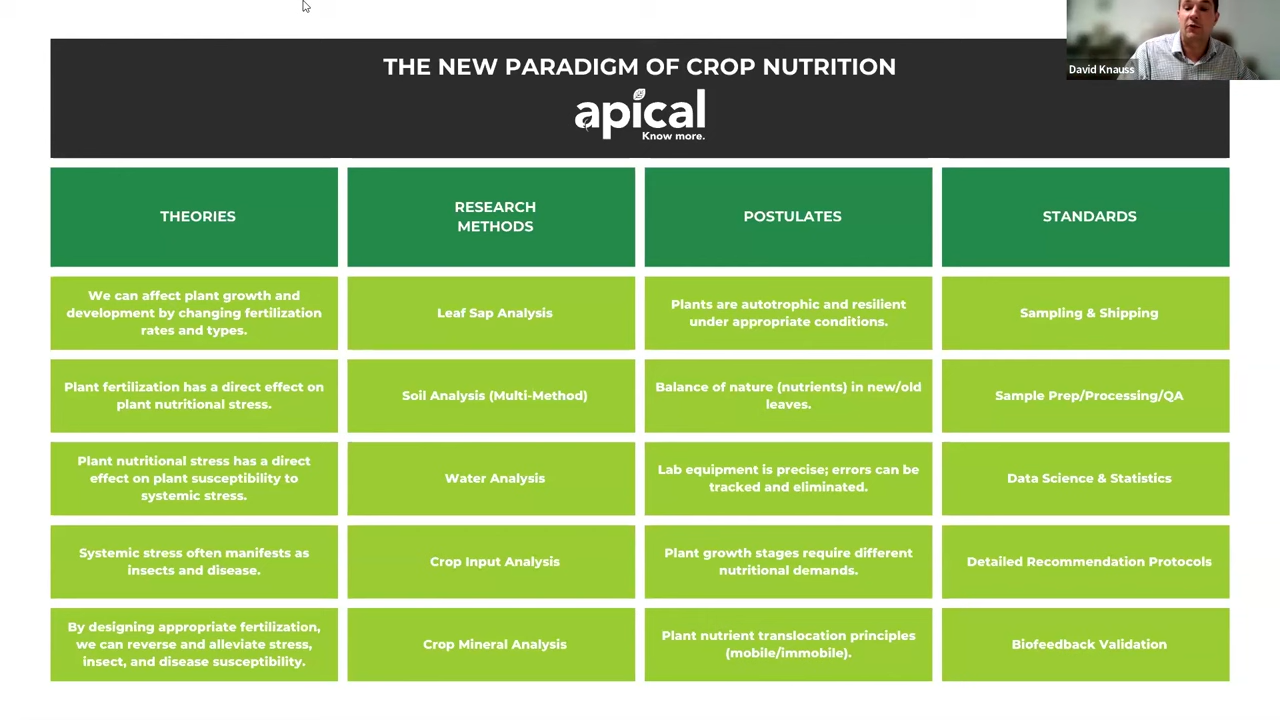 THE NEW PARADIGM OF CROP NUTRITION
David Knauss
apical
Know more.
THEORIES
RESEARCH
METHODS
POSTULATES
STANDARDS
We can affect plant growth and
development by changing fertilization
rates and types.
Leaf Sap Analysis
Plants are autotrophic and resilient
under appropriate conditions.
Sampling & Shipping
Plant fertilization has a direct effect on
plant nutritional stress.
Soil Analysis (Multi-Method)
Balance of nature (nutrients) in new/old
leaves.
Sample Prep/Processing/QA
Plant nutritional stress has a direct
effect on plant susceptibility to
systemic stress.
Water Analysis
Lab equipment is precise; errors can be
tracked and eliminated.
Data Science & Statistics
Systemic stress often manifests as
insects and disease.
Crop Input Analysis
Plant growth stages require different
nutritional demands.
Detailed Recommendation Protocols
By designing appropriate fertilization,
we can reverse and alleviate stress,
insect, and disease susceptibility.
Crop Mineral Analysis
Plant nutrient translocation principles
(mobile/immobile).
Biofeedback Validation